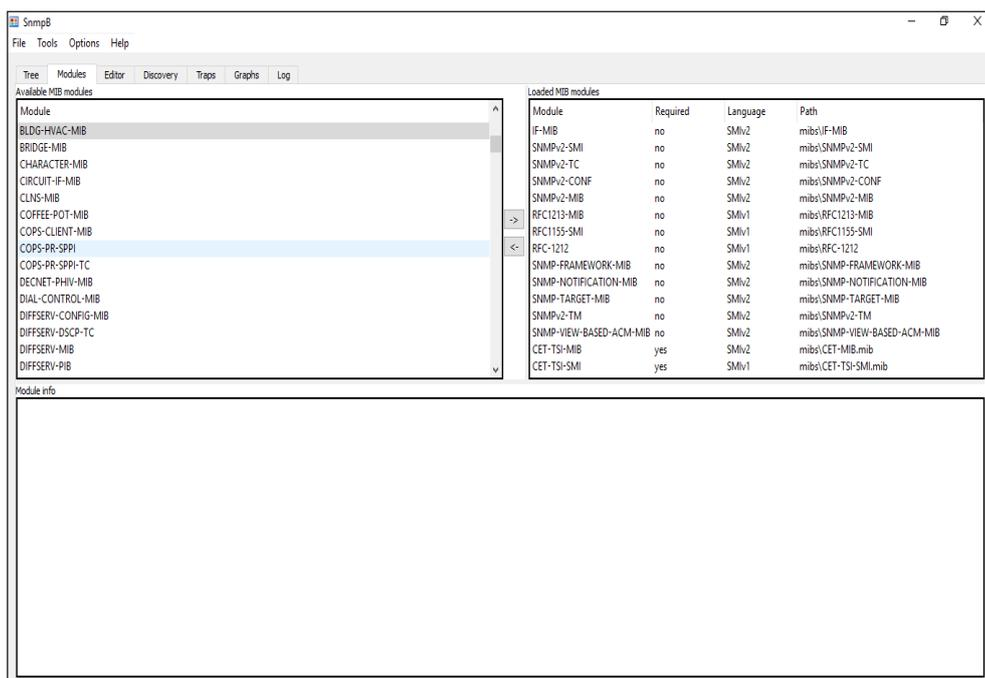 SnmpB
File Tools Options Help
Tree Modules Editor Discovery Traps Graphs Log
Available MIB modules
Module
BLDG-HVAC-MIB
BRIDGE-MIB
CHARACTER-MIB
CIRCUIT-IF-MIB
CLNS-MIB
COFFEE-POT-MIB
COPS-CLIENT-MIB
COPS-PR-SPPI
COPS-PR-SPPI-TC
DECNET-PHIV-MIB
DIAL-CONTROL-MIB
DIFFSERV-CONFIG-MIB
DIFFSERV-DSCP-TC
DIFFSERV-MIB
DIFFSERV-PIB
->
<-
Loaded MIB modules
Module Required Language Path
IF-MIB no SMIv2 mibs\IF-MIB
SNMPv2-SMI no SMIv2 mibs\SNMPv2-SMI
SNMPv2-TC no SMIv2 mibs\SNMPv2-TC
SNMPv2-CONF no SMIv2 mibs\SNMPv2-CONF
SNMPv2-MIB no SMIv2 mibs\SNMPv2-MIB
RFC1213-MIB no SMIv1 mibs\RFC1213-MIB
RFC1155-SMI no SMIv1 mibs\RFC1155-SMI
RFC-1212 no SMIv1 mibs\RFC-1212
SNMP-FRAMEWORK-MIB no SMIv2 mibs\SNMP-FRAMEWORK-MIB
SNMP-NOTIFICATION-MIB no SMIv2 mibs\SNMP-NOTIFICATION-MIB
SNMP-TARGET-MIB no SMIv2 mibs\SNMP-TARGET-MIB
SNMPv2-TM no SMIv2 mibs\SNMPv2-TM
SNMP-VIEW-BASED-ACM-MIB no SMIv2 mibs\SNMP-VIEW-BASED-ACM-MIB
CET-TSI-MIB yes SMIv2 mibs\CET-MIB.mib
CET-TSI-SMI yes SMIv1 mibs\CET-TSI-SMI.mib
Module info